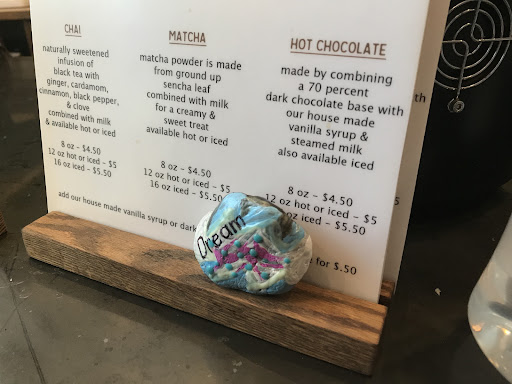 CHAI
naturally sweetened
infusion of
black tea with
ginger, cardamom,
cinnamon, black pepper,
& clove
combined with milk
& available hot or iced
8 oz - $4.50
12 oz hot or iced - $5
16 oz iced - $5.50
MATCHA
matcha powder is made
from ground up
sencha leaf
combined with milk
for a creamy &
sweet treat
available hot or iced
8 oz - $4.50
12 oz hot or iced - $5
16 oz iced - $5.50
HOT CHOCOLATE
made by combining
a 70 percent
dark chocolate base with
our house made
vanilla syrup &
steamed milk
also available iced
8 oz - $4.50
oz hot or iced - $5
oz iced - $5.50
add our house made vanilla syrup or dark
for $.50
Dream